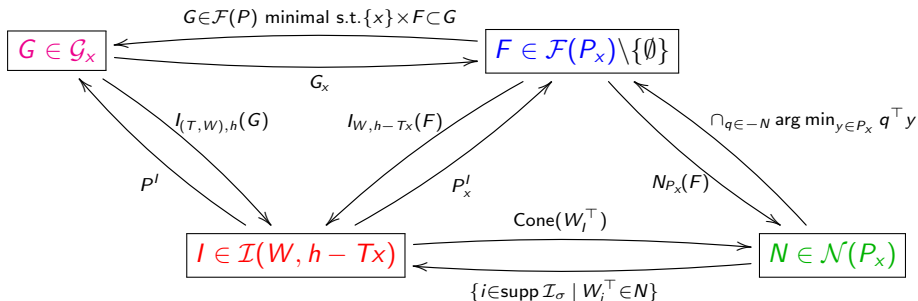 G∈𝓕(P) minimal s.t.{x}×F⊂G
G ∈ 𝒢ₓ
F ∈ 𝓕(Pₓ)\{∅}
Gₓ
I_{(T,W),h}(G)
I_{W,h−Tx}(F)
∩_{q∈−N} arg min_{y∈Pₓ} q^⊤ y
P^I
P_x^I
N_{Pₓ}(F)
Cone(W_I^⊤)
I ∈ 𝓘(W, h − Tx)
N ∈ 𝒩(Pₓ)
{i∈supp 𝓘_σ | W_i^⊤∈N}